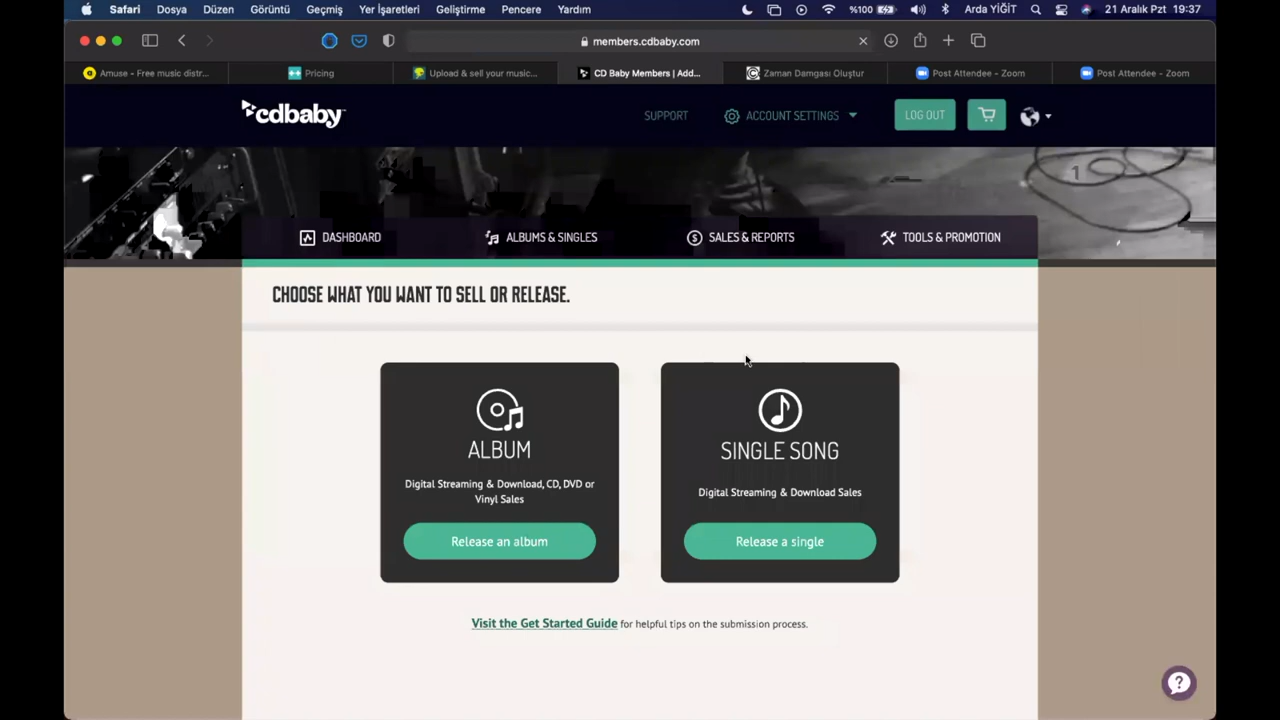 Safari Dosya Düzen Görüntü Geçmiş Yer İşaretleri Geliştirme Pencere Yardım %100 Arda YİĞİT 21 Aralık Pzt 19:37
members.cdbaby.com
Amuse - Free music distr... Pricing Upload & sell your music... CD Baby Members | Add... Zaman Damgası Oluştur Post Attendee - Zoom Post Attendee - Zoom
cdbaby SUPPORT ACCOUNT SETTINGS LOG OUT
1
DASHBOARD ALBUMS & SINGLES SALES & REPORTS TOOLS & PROMOTION
CHOOSE WHAT YOU WANT TO SELL OR RELEASE.
ALBUM
Digital Streaming & Download, CD, DVD or
Vinyl Sales
Release an album
SINGLE SONG
Digital Streaming & Download Sales
Release a single
Visit the Get Started Guide for helpful tips on the submission process.
?